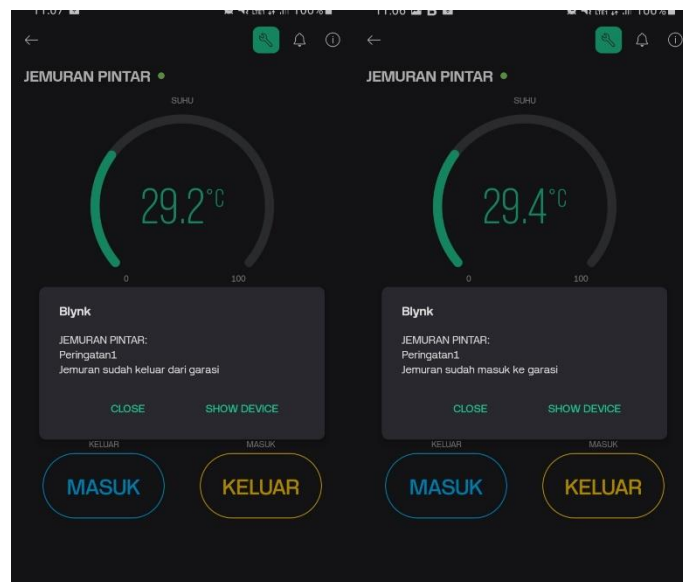 JEMURAN PINTAR
SUHU
29.2°C
0 100
Blynk
JEMURAN PINTAR:
Peringatan1
Jemuran sudah keluar dari garasi
CLOSE SHOW DEVICE
KELUAR MASUK
MASUK KELUAR
JEMURAN PINTAR
SUHU
29.4°C
0 100
Blynk
JEMURAN PINTAR:
Peringatan1
Jemuran sudah masuk ke garasi
CLOSE SHOW DEVICE
KELUAR MASUK
MASUK KELUAR